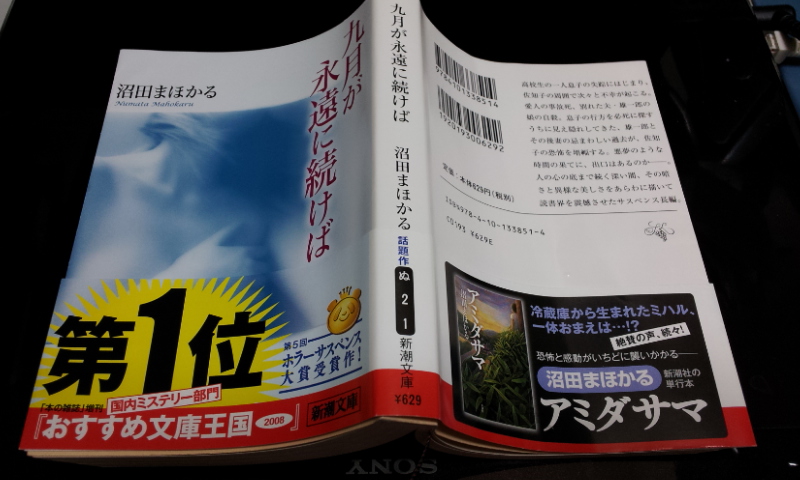 九月が
永遠に続けば
沼田まほかる
Numata Mahokaru
第1位
第5回
ホラーサスペンス
大賞受賞作!
「本の雑誌」増刊
国内ミステリー部門
『おすすめ文庫王国
2008
』
新潮文庫
九月が永遠に続けば
沼田まほかる
話題作
ぬ
2
1
新潮文庫
¥629
9784101338514
1920193006292
定価:本体629円(税別)
ISBN978-4-10-133851-4
C0193 ¥629E
高校生の一人息子の失踪にはじまり、
佐知子の周囲で次々と不幸が起こる。
愛人の事故死、別れた夫・雄一郎の
娘の自殺。息子の行方を必死に探す
うちに見え隠れしてきた、雄一郎と
その後妻の忌まわしい過去が、佐知
子の恐怖を増幅する。悪夢のような
時間の果てに、出口はあるのか――。
人の心の底まで続く深い闇、その暗
さと異様な美しさをあらわに描いて
読書界を震撼させたサスペンス長編。
アミダサマ
沼田まほかる
冷蔵庫から生まれたミハル、
一体おまえは…!?
絶賛の声、続々!
恐怖と感動がいちどに襲いかかる――
沼田まほかる
新潮社の
単行本
アミダサマ
SONY